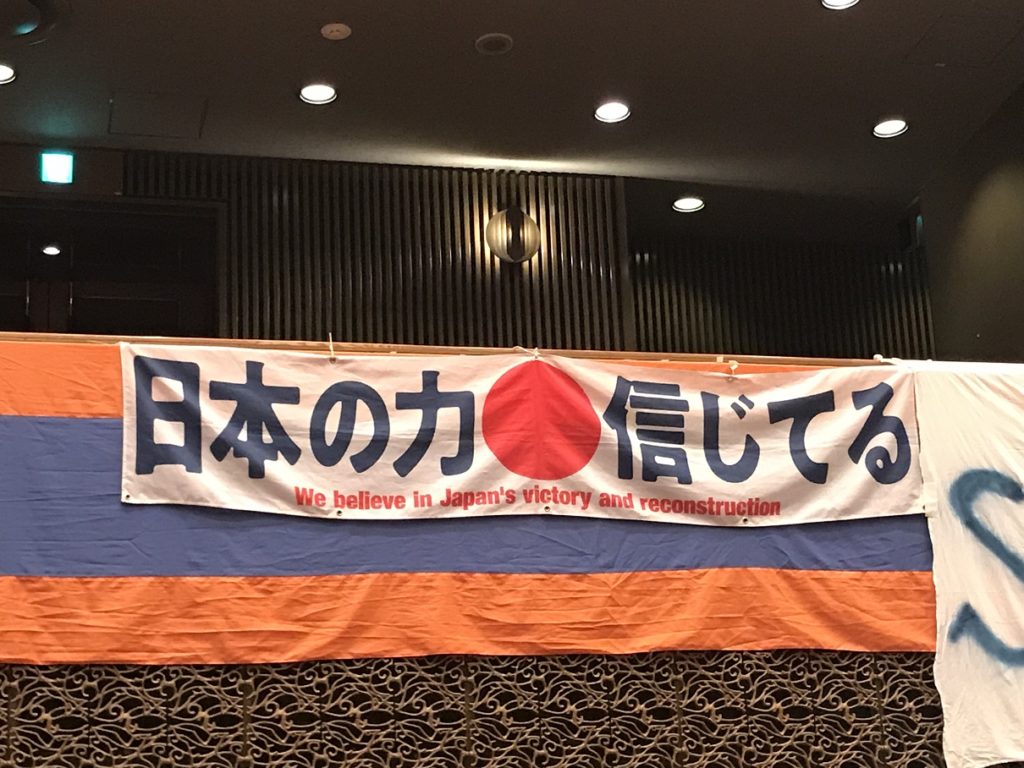 日本の力 信じてる
We believe in Japan's victory and reconstruction